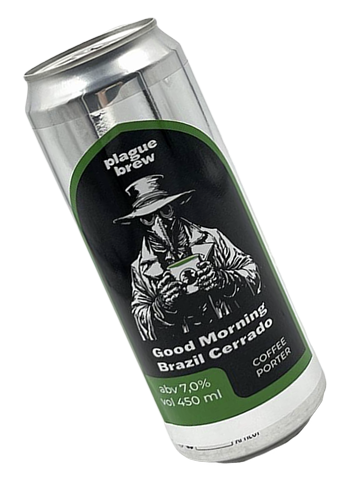 plague
brew
Good Morning
Brazil Cerrado
COFFEE
PORTER
abv 7,0%
vol 450 ml